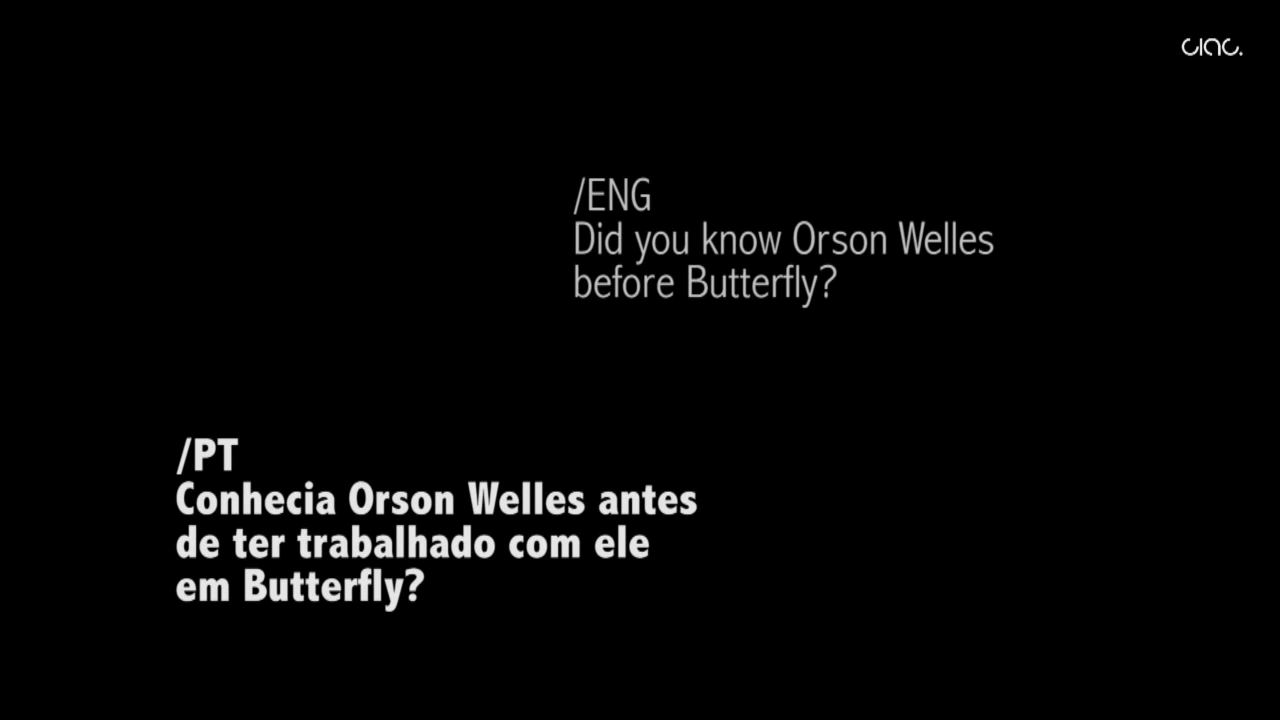 ciac.
/ENG
Did you know Orson Welles
before Butterfly?
/PT
Conhecia Orson Welles antes
de ter trabalhado com ele
em Butterfly?